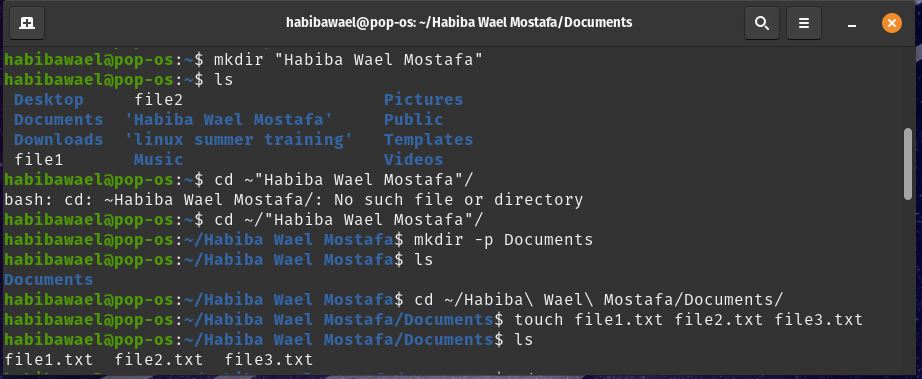 habibawael@pop-os: ~/Habiba Wael Mostafa/Documents
habibawael@pop-os:~$ mkdir "Habiba Wael Mostafa"
habibawael@pop-os:~$ ls
Desktop file2 Pictures
Documents 'Habiba Wael Mostafa' Public
Downloads 'linux summer training' Templates
file1 Music Videos
habibawael@pop-os:~$ cd ~"Habiba Wael Mostafa"/
bash: cd: ~Habiba Wael Mostafa/: No such file or directory
habibawael@pop-os:~$ cd ~/"Habiba Wael Mostafa"/
habibawael@pop-os:~/Habiba Wael Mostafa$ mkdir -p Documents
habibawael@pop-os:~/Habiba Wael Mostafa$ ls
Documents
habibawael@pop-os:~/Habiba Wael Mostafa$ cd ~/Habiba\ Wael\ Mostafa/Documents/
habibawael@pop-os:~/Habiba Wael Mostafa/Documents$ touch file1.txt file2.txt file3.txt
habibawael@pop-os:~/Habiba Wael Mostafa/Documents$ ls
file1.txt file2.txt file3.txt